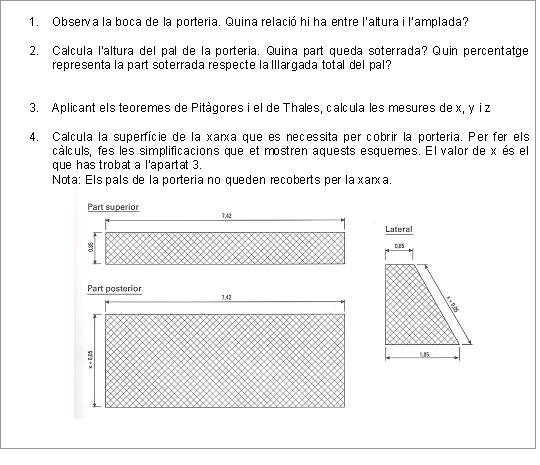 1. Observa la boca de la porteria. Quina relació hi ha entre l'altura i l'amplada?
2. Calcula l'altura del pal de la porteria. Quina part queda soterrada? Quin percentatge
representa la part soterrada respecte la lllargada total del pal?
3. Aplicant els teoremes de Pitàgores i el de Thales, calcula les mesures de x, y i z
4. Calcula la superfície de la xarxa que es necessita per cobrir la porteria. Per fer els
càlculs, fes les simplificacions que et mostren aquests esquemes. El valor de x és el
que has trobat a l'apartat 3.
Nota: Els pals de la porteria no queden recoberts per la xarxa.
Part superior
7,42
0,85
Part posterior
7,42
x + 0,05
Lateral
0,85
x + 0,05
1,85